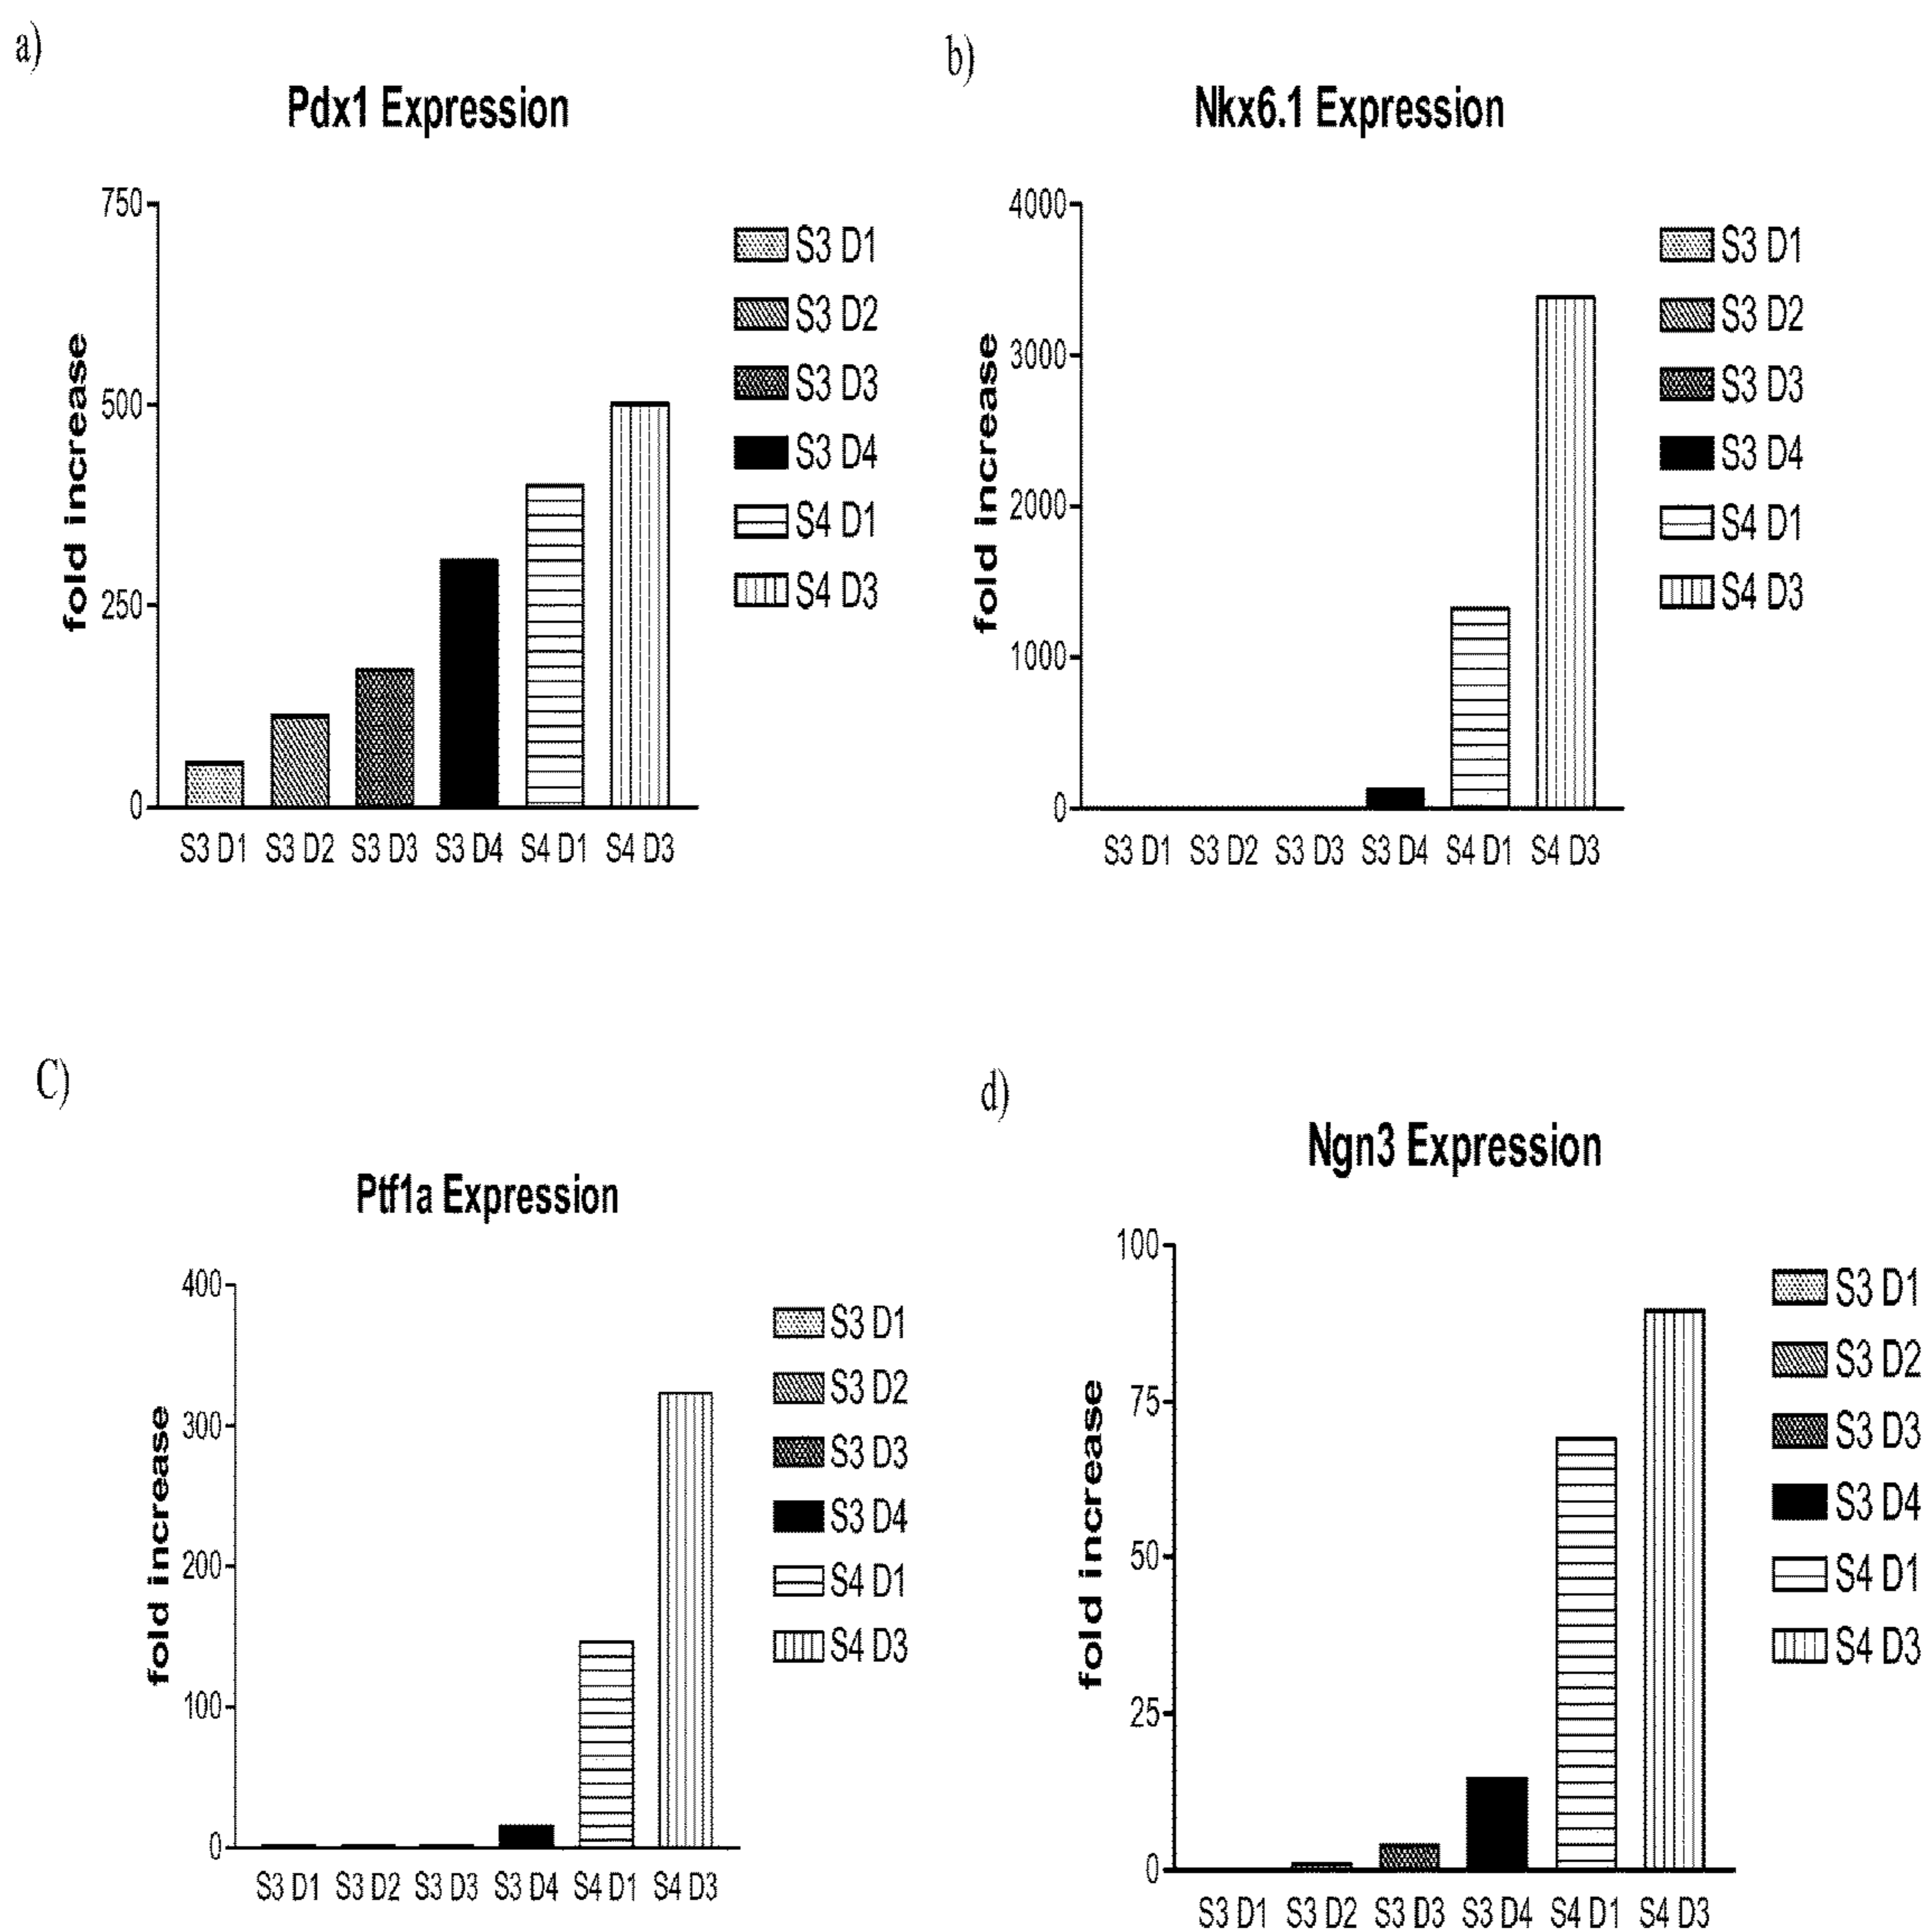 a)
Pdx1 Expression
750
500
250
0
fold increase
S3 D1 S3 D2 S3 D3 S3 D4 S4 D1 S4 D3
S3 D1
S3 D2
S3 D3
S3 D4
S4 D1
S4 D3
b)
Nkx6.1 Expression
4000
3000
2000
1000
0
fold increase
S3 D1 S3 D2 S3 D3 S3 D4 S4 D1 S4 D3
S3 D1
S3 D2
S3 D3
S3 D4
S4 D1
S4 D3
C)
Ptf1a Expression
400
300
200
100
0
fold increase
S3 D1 S3 D2 S3 D3 S3 D4 S4 D1 S4 D3
S3 D1
S3 D2
S3 D3
S3 D4
S4 D1
S4 D3
d)
Ngn3 Expression
100
75
50
25
0
fold increase
S3 D1 S3 D2 S3 D3 S3 D4 S4 D1 S4 D3
S3 D1
S3 D2
S3 D3
S3 D4
S4 D1
S4 D3